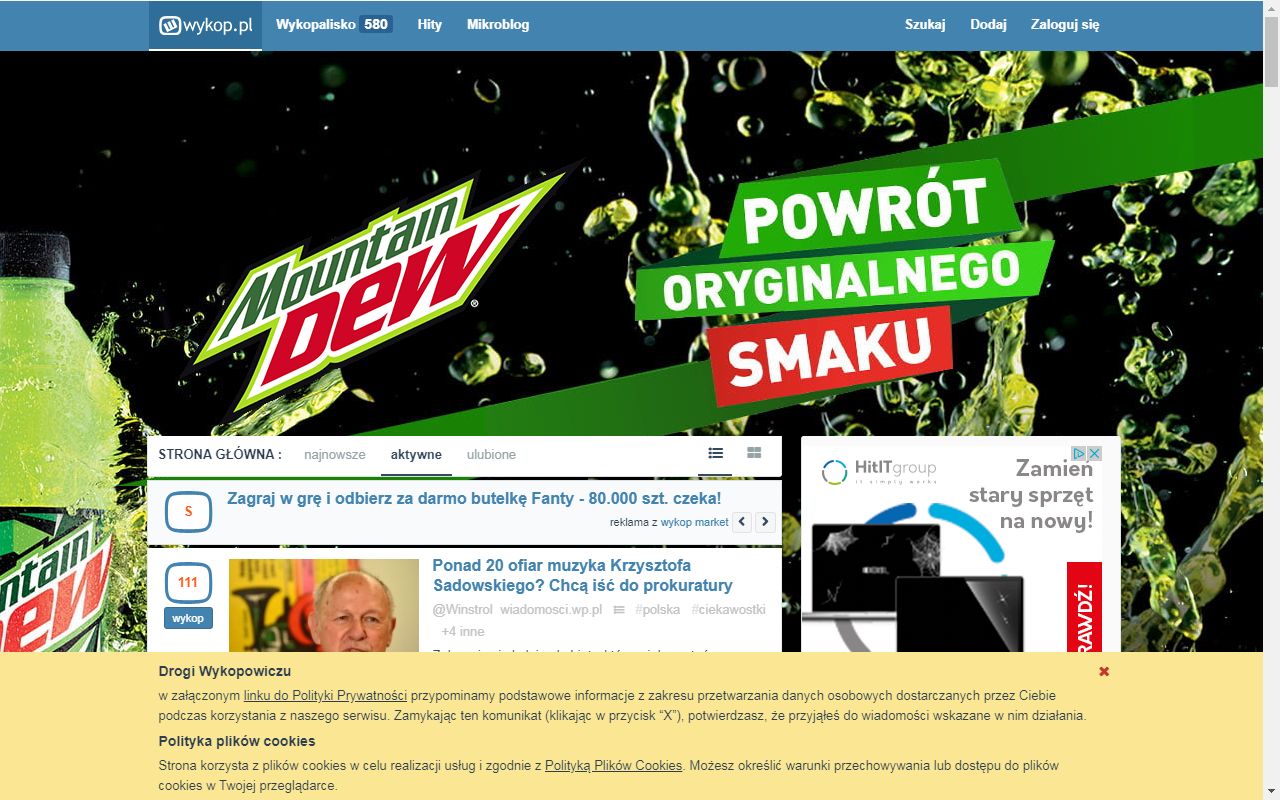 wykop.pl Wykopalisko 580 Hity Mikroblog Szukaj Dodaj Zaloguj się
Mountain
Dew®
POWRÓT
ORYGINALNEGO
SMAKU
STRONA GŁÓWNA : najnowsze aktywne ulubione
S
Zagraj w grę i odbierz za darmo butelkę Fanty - 80.000 szt. czeka!
reklama z wykop market
111
wykop
Ponad 20 ofiar muzyka Krzysztofa
Sadowskiego? Chcą iść do prokuratury
@Winstrol wiadomosci.wp.pl #polska #ciekawostki
+4 inne
HitITgroup
it simply works
Zamień
stary sprzęt
na nowy!
RAWDŹ!
Mountain
Drogi Wykopowiczu
w załączonym linku do Polityki Prywatności przypominamy podstawowe informacje z zakresu przetwarzania danych osobowych dostarczanych przez Ciebie
podczas korzystania z naszego serwisu. Zamykając ten komunikat (klikając w przycisk “X”), potwierdzasz, że przyjąłeś do wiadomości wskazane w nim działania.
Polityka plików cookies
Strona korzysta z plików cookies w celu realizacji usług i zgodnie z Polityką Plików Cookies. Możesz określić warunki przechowywania lub dostępu do plików
cookies w Twojej przeglądarce.